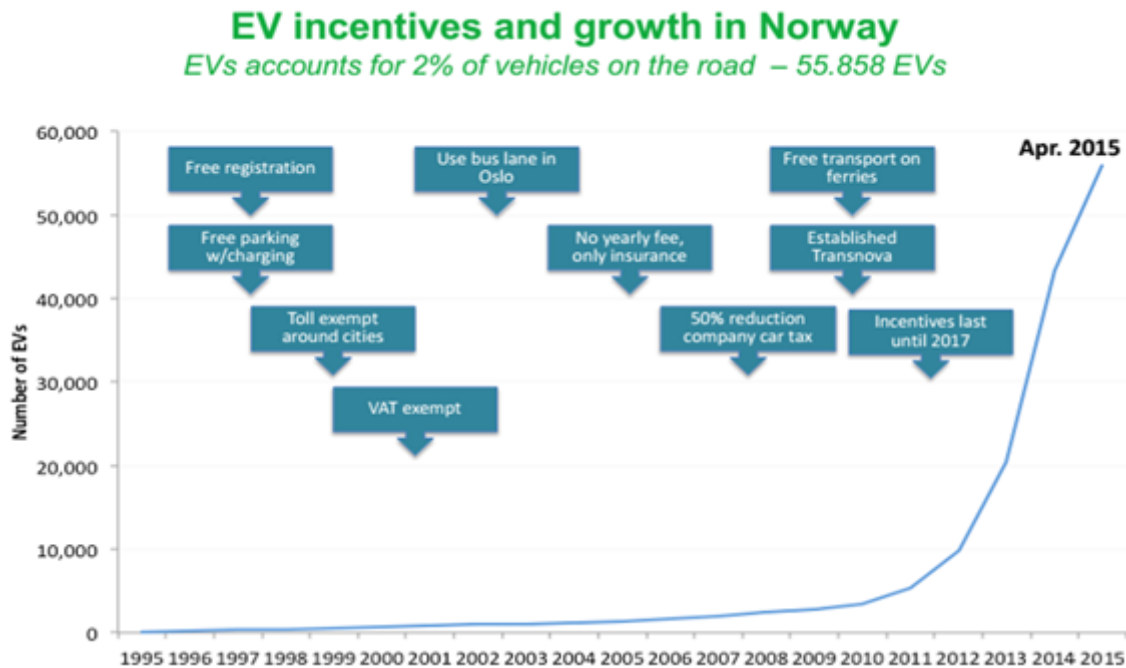 EV incentives and growth in Norway
EVs accounts for 2% of vehicles on the road – 55.858 EVs
60,000
50,000
40,000
30,000
20,000
10,000
0
Number of EVs
Free registration
Use bus lane in
Oslo
Free transport on
ferries
Apr. 2015
Free parking
w/charging
No yearly fee,
only insurance
Established
Transnova
Toll exempt
around cities
50% reduction
company car tax
Incentives last
until 2017
VAT exempt
1995 1996 1997 1998 1999 2000 2001 2002 2003 2004 2005 2006 2007 2008 2009 2010 2011 2012 2013 2014 2015